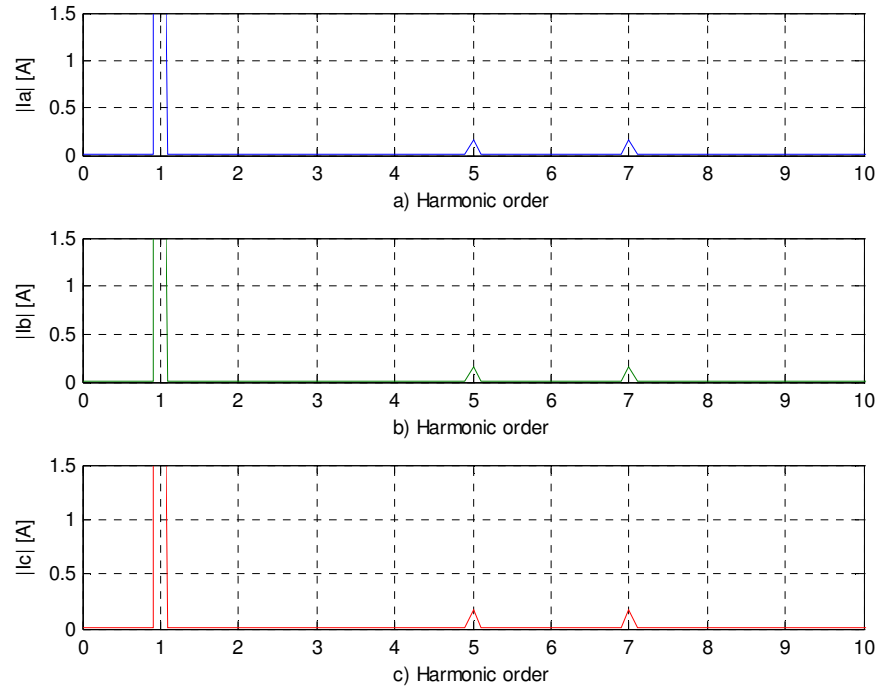 1.5
1
0.5
0
|Ia| [A]
0 1 2 3 4 5 6 7 8 9 10
a) Harmonic order
1.5
1
0.5
0
|Ib| [A]
0 1 2 3 4 5 6 7 8 9 10
b) Harmonic order
1.5
1
0.5
0
|Ic| [A]
0 1 2 3 4 5 6 7 8 9 10
c) Harmonic order